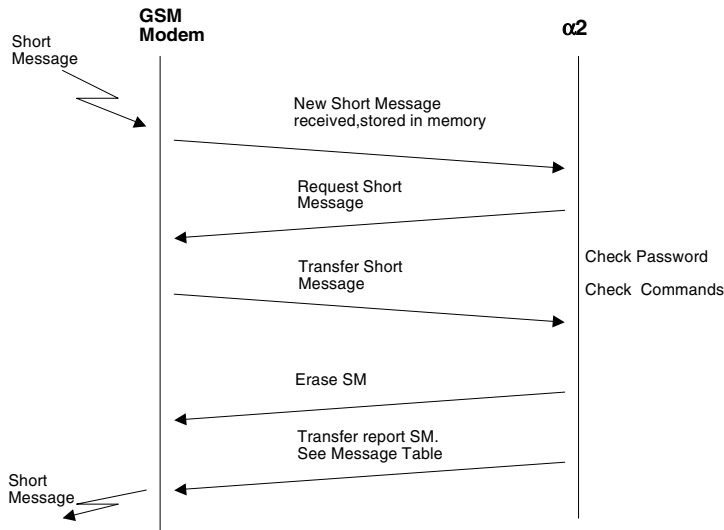 GSM
Modem
α2
Short
Message
New Short Message
received,stored in memory
Request Short
Message
Check Password
Transfer Short
Message
Check Commands
Erase SM
Transfer report SM.
See Message Table
Short
Message